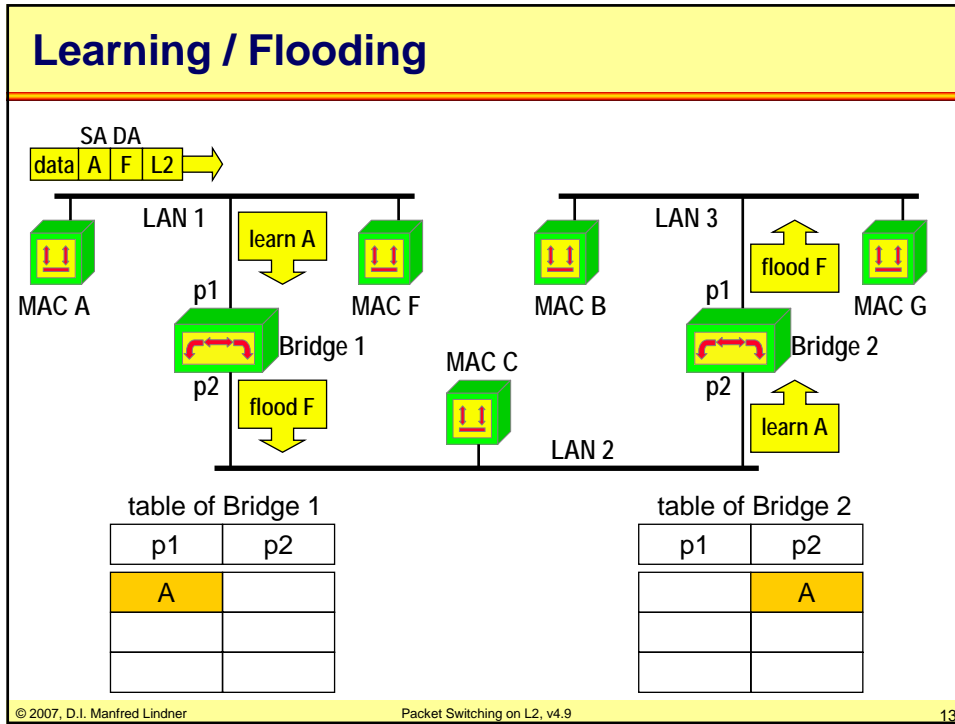 Learning / Flooding
SA DA
data A F L2
LAN 1
LAN 3
learn A
flood F
MAC A
p1
MAC F
MAC B
p1
MAC G
Bridge 1
Bridge 2
MAC C
p2
flood F
p2
learn A
LAN 2
table of Bridge 1
p1 p2
A
table of Bridge 2
p1 p2
A
© 2007, D.I. Manfred Lindner
Packet Switching on L2, v4.9
13